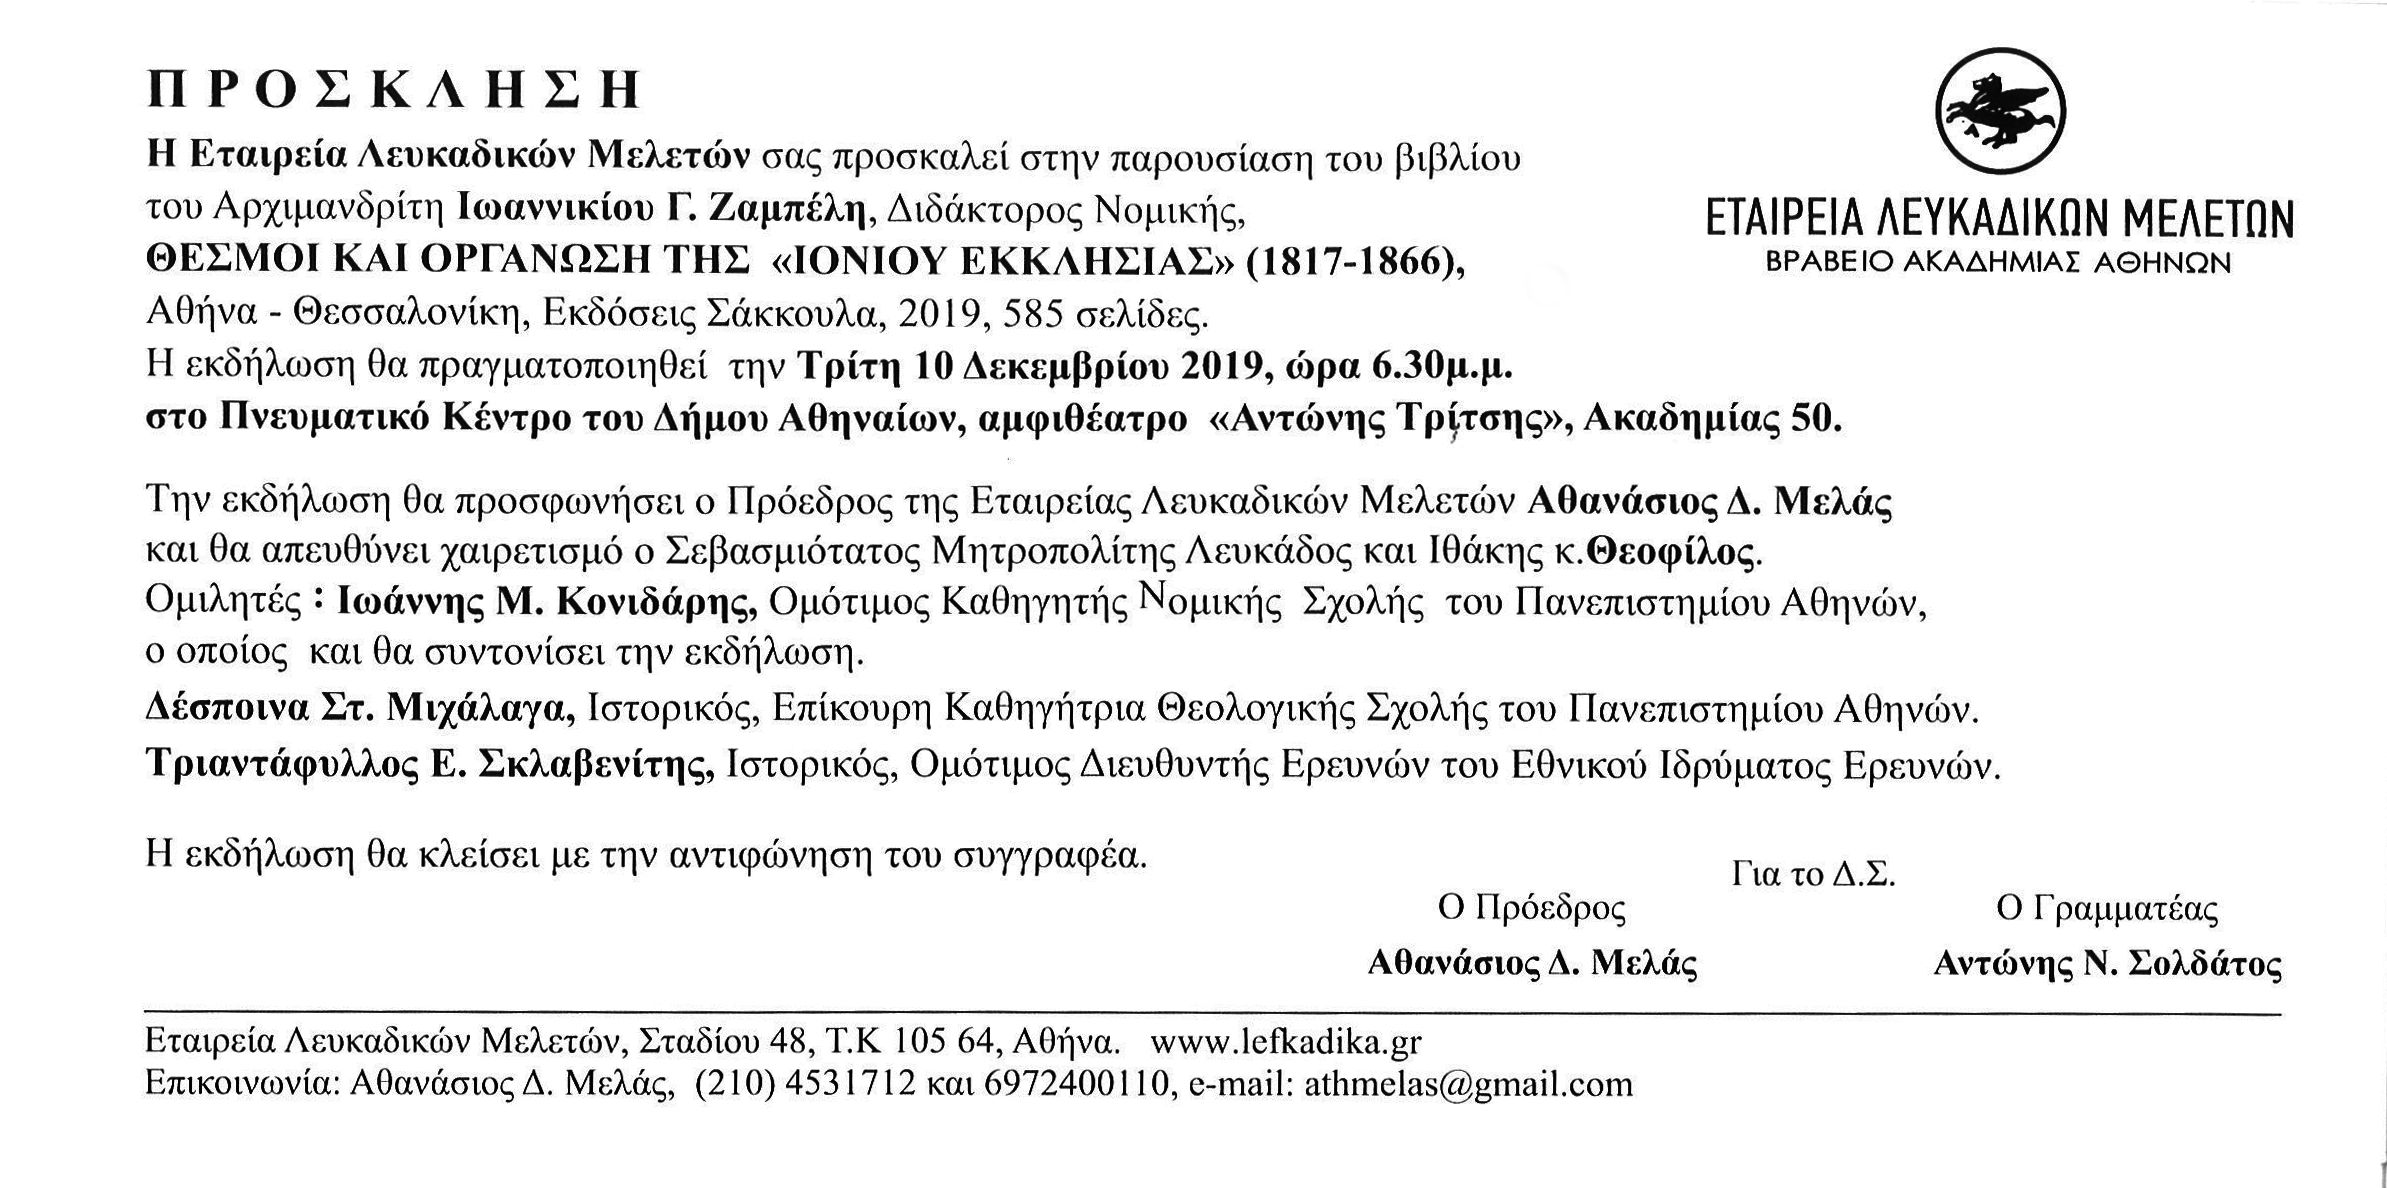 ΠΡΟΣΚΛΗΣΗ
Η Εταιρεία Λευκαδικών Μελετών σας προσκαλεί στην παρουσίαση του βιβλίου
του Αρχιμανδρίτη Ιωαννικίου Γ. Ζαμπέλη, Διδάκτορος Νομικής,
ΘΕΣΜΟΙ ΚΑΙ ΟΡΓΑΝΩΣΗ ΤΗΣ «ΙΟΝΙΟΥ ΕΚΚΛΗΣΙΑΣ» (1817-1866),
Αθήνα - Θεσσαλονίκη, Εκδόσεις Σάκκουλα, 2019, 585 σελίδες.
Η εκδήλωση θα πραγματοποιηθεί την Τρίτη 10 Δεκεμβρίου 2019, ώρα 6.30μ.μ.
στο Πνευματικό Κέντρο του Δήμου Αθηναίων, αμφιθέατρο «Αντώνης Τρίτσης», Ακαδημίας 50.
ΕΤΑΙΡΕΙΑ ΛΕΥΚΑΔΙΚΩΝ ΜΕΛΕΤΩΝ
ΒΡΑΒΕΙΟ ΑΚΑΔΗΜΙΑΣ ΑΘΗΝΩΝ
Την εκδήλωση θα προσφωνήσει ο Πρόεδρος της Εταιρείας Λευκαδικών Μελετών Αθανάσιος Δ. Μελάς
και θα απευθύνει χαιρετισμό ο Σεβασμιότατος Μητροπολίτης Λευκάδος και Ιθάκης κ.Θεοφίλος.
Ομιλητές : Ιωάννης Μ. Κονιδάρης, Ομότιμος Καθηγητής Νομικής Σχολής του Πανεπιστημίου Αθηνών,
ο οποίος και θα συντονίσει την εκδήλωση.
Δέσποινα Στ. Μιχάλαγα, Ιστορικός, Επίκουρη Καθηγήτρια Θεολογικής Σχολής του Πανεπιστημίου Αθηνών.
Τριαντάφυλλος Ε. Σκλαβενίτης, Ιστορικός, Ομότιμος Διευθυντής Ερευνών του Εθνικού Ιδρύματος Ερευνών.
Η εκδήλωση θα κλείσει με την αντιφώνηση του συγγραφέα.
Για το Δ.Σ.
Ο Πρόεδρος Ο Γραμματέας
Αθανάσιος Δ. Μελάς Αντώνης Ν. Σολδάτος
Εταιρεία Λευκαδικών Μελετών, Σταδίου 48, Τ.Κ 105 64, Αθήνα. www.lefkadika.gr
Επικοινωνία: Αθανάσιος Δ. Μελάς, (210) 4531712 και 6972400110, e-mail: athmelas@gmail.com